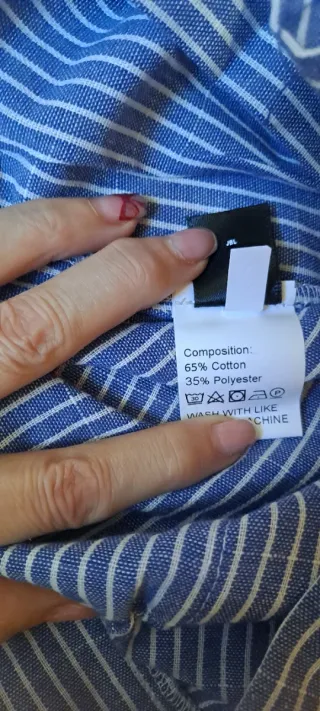 Composition:
65% Cotton
35% Polyester
WASH WITH LIKE